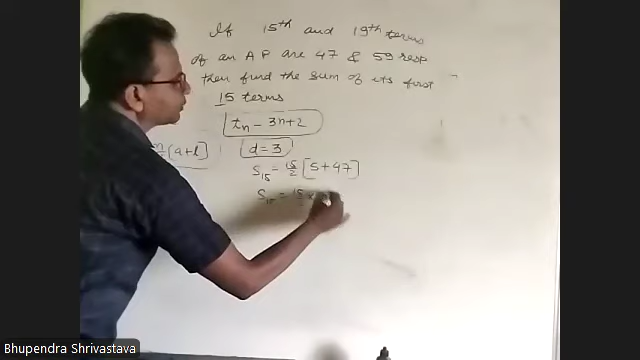 If 15th and 19th terms
of an AP are 47 & 59 resp
then find the sum of its first
15 terms
tn = 3n+2
[a+l]
d=3
S15 = 15/2 [5+47]
S15 = 15
Bhupendra Shrivastava